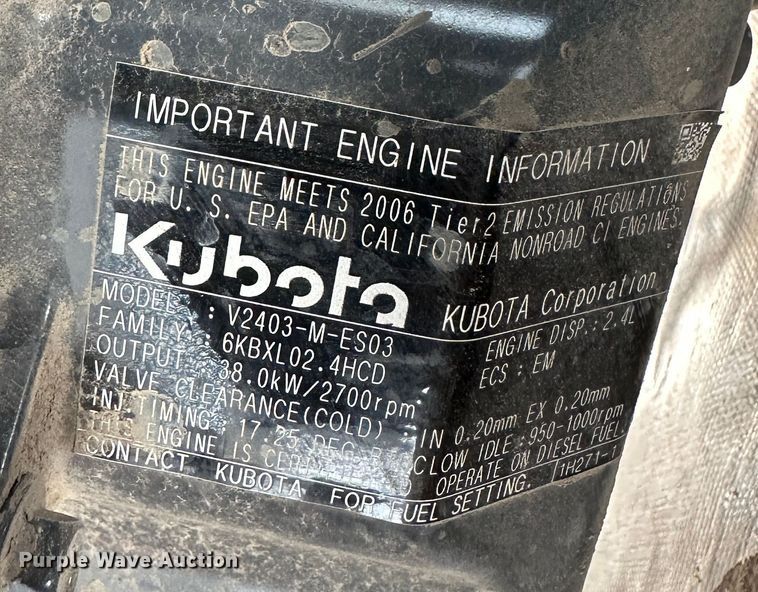 IMPORTANT ENGINE INFORMATION
THIS ENGINE MEETS 2006 Tier2 EMISSION REGULATIONS
FOR U. S. EPA AND CALIFORNIA NONROAD CI ENGINES.
Kubota KUBOTA Corporation
MODEL : V2403-M-ES03 ENGINE DISP.: 2.4L
FAMILY : 6KBXL02.4HCD ECS : EM
OUTPUT : 38.0kW/2700rpm
VALVE CLEARANCE(COLD) : IN 0.20mm EX 0.20mm
INJ.TIMING : 17.25 DEG. LOW IDLE : 950-1000rpm
THIS ENGINE IS OPERATE ON DIESEL FUEL.
CONTACT KUBOTA FOR FUEL SETTING. 1H271-1
Purple Wave Auction